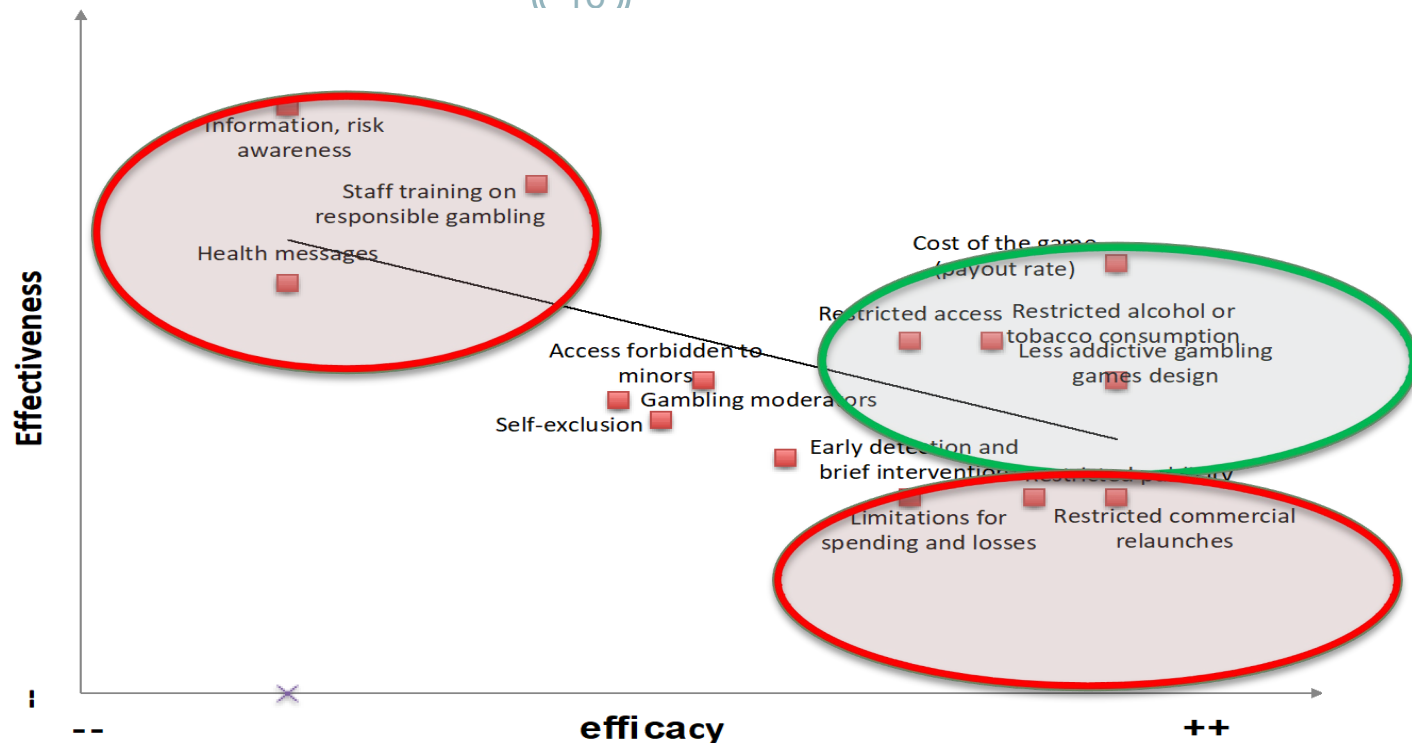 Information, risk
awareness
Staff training on
responsible gambling
Health messages
Cost of the game
(payout rate)
Restricted access
Restricted alcohol or
tobacco consumption
Less addictive gambling
games design
Access forbidden to
minors
Gambling moderators
Self-exclusion
Early detection and
brief intervention
Restricted publicity
Limitations for
spending and losses
Restricted commercial
relaunches
Effectiveness
--
--
efficacy
++